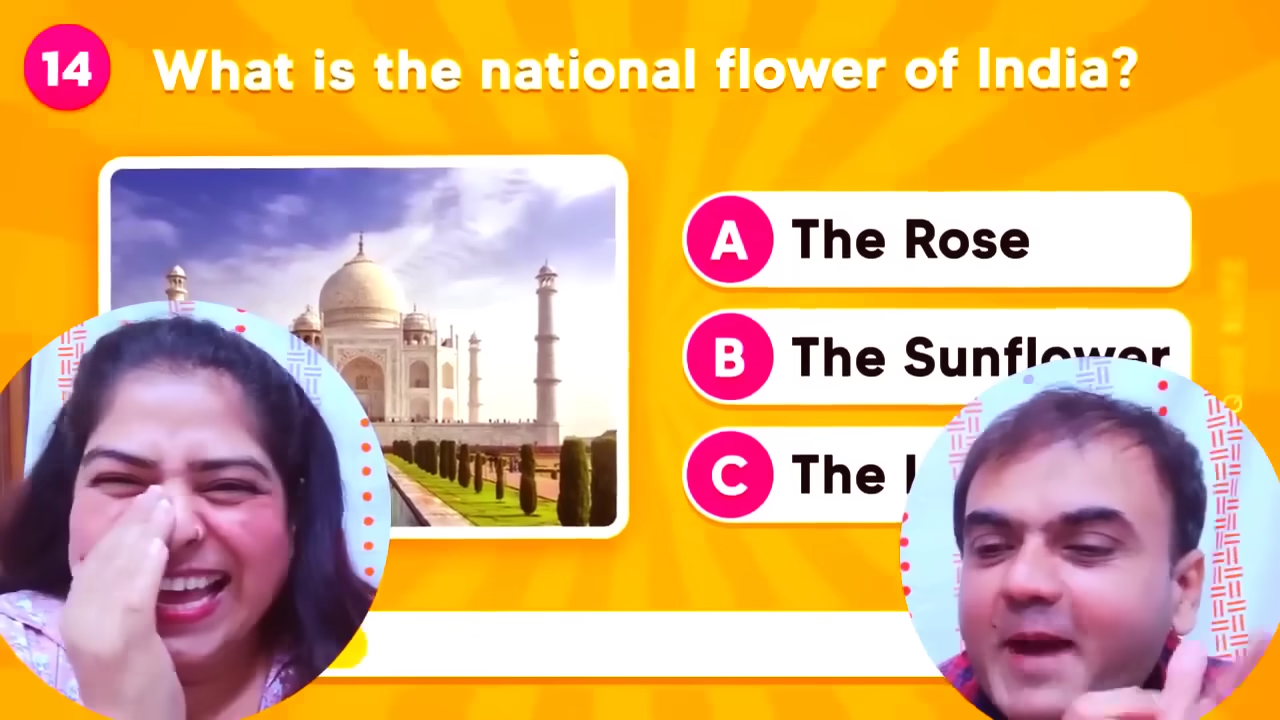 14 What is the national flower of India?
A The Rose
B The Sunflower
C The